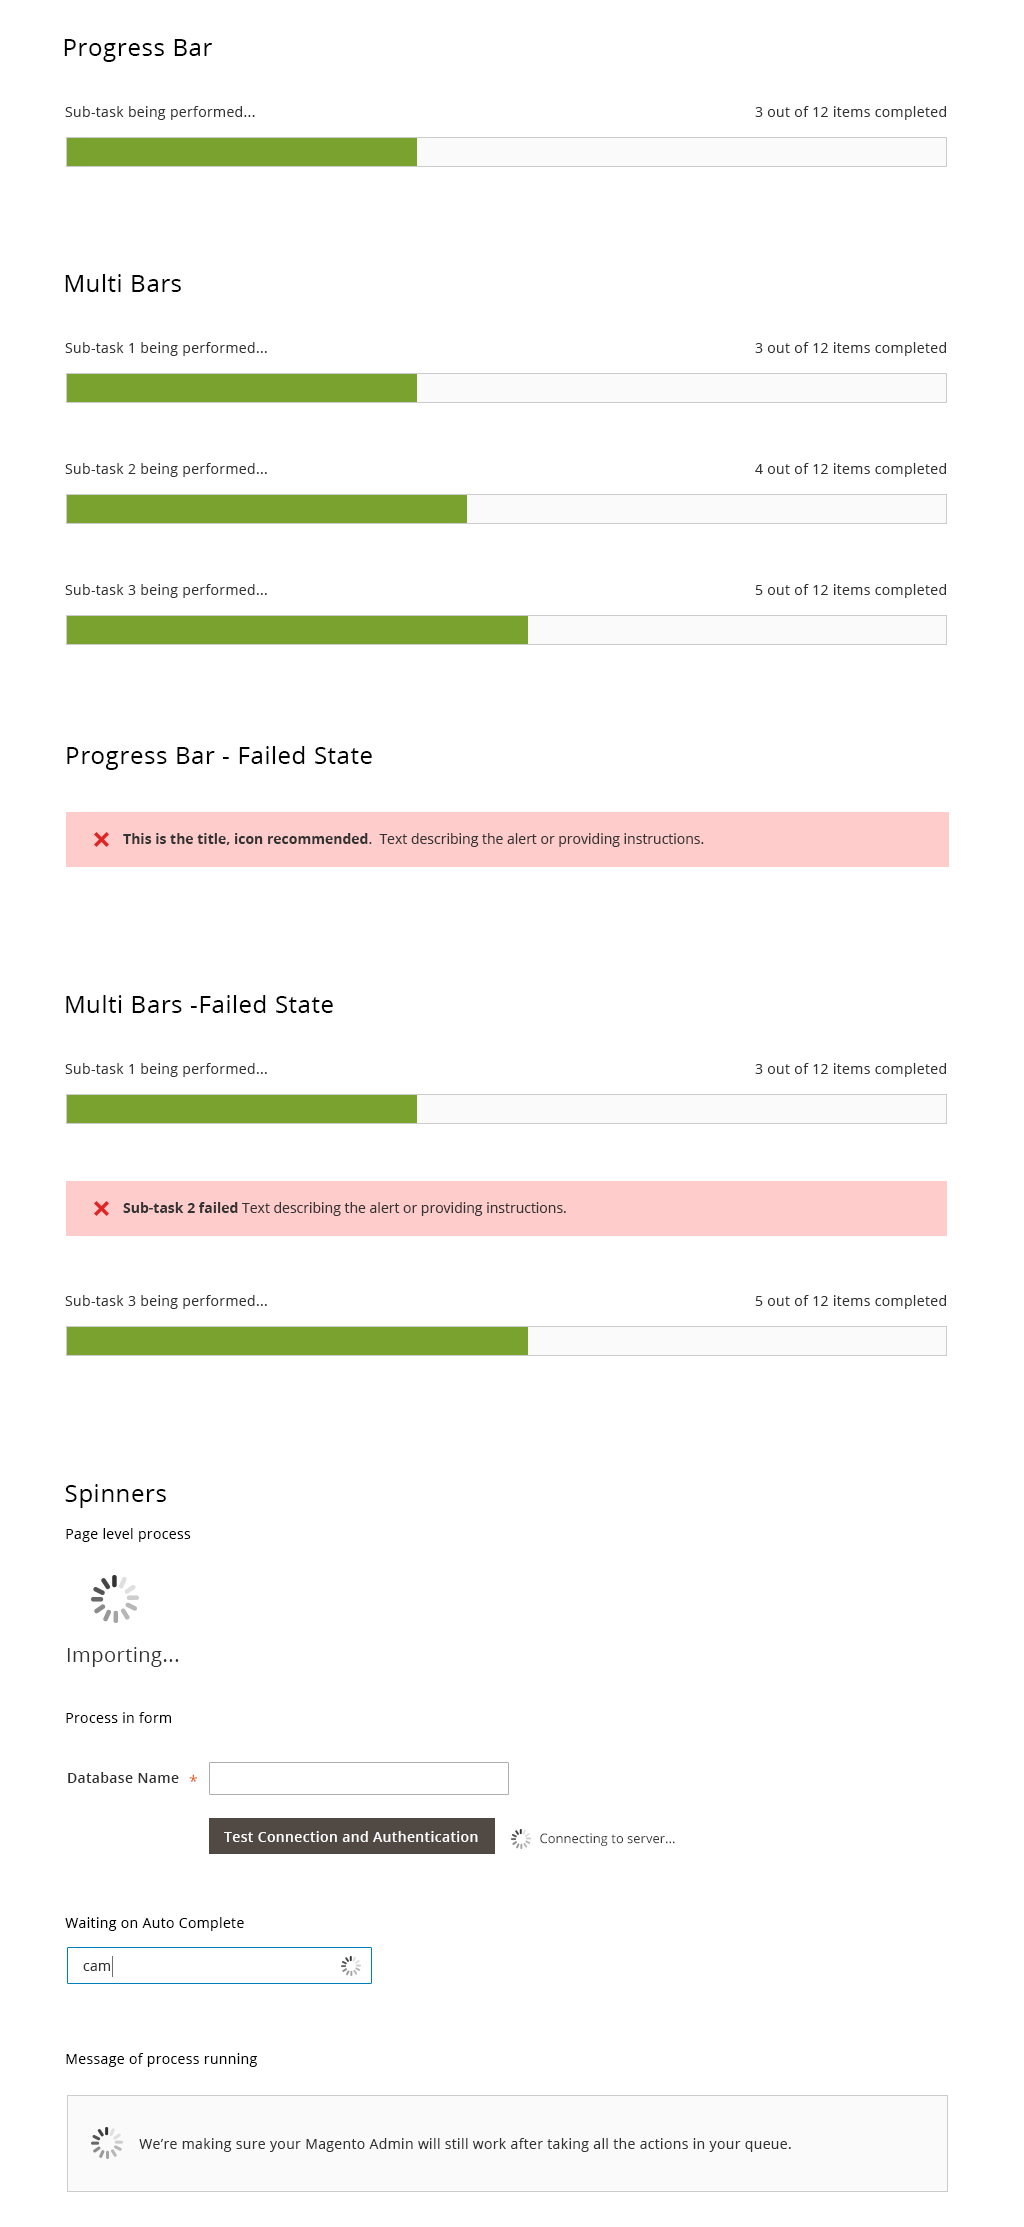 Progress Bar
Sub-task being performed... 3 out of 12 items completed
Multi Bars
Sub-task 1 being performed... 3 out of 12 items completed
Sub-task 2 being performed... 4 out of 12 items completed
Sub-task 3 being performed... 5 out of 12 items completed
Progress Bar - Failed State
This is the title, icon recommended. Text describing the alert or providing instructions.
Multi Bars -Failed State
Sub-task 1 being performed... 3 out of 12 items completed
Sub-task 2 failed Text describing the alert or providing instructions.
Sub-task 3 being performed... 5 out of 12 items completed
Spinners
Page level process
Importing...
Process in form
Database Name *
Test Connection and Authentication Connecting to server...
Waiting on Auto Complete
cam
Message of process running
We’re making sure your Magento Admin will still work after taking all the actions in your queue.